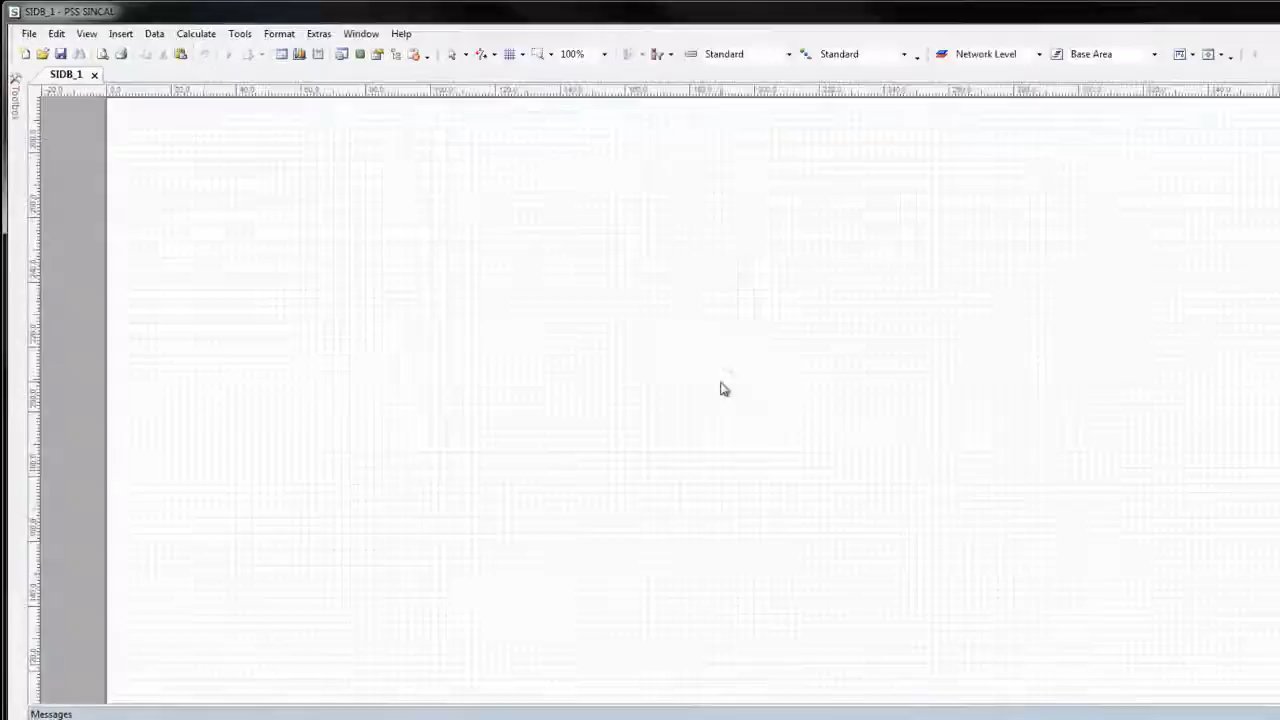 SIDB_1 - PSS SINCAL
File Edit View Insert Data Calculate Tools Format Extras Window Help
100% Standard Standard Network Level Base Area
SIDB_1
Toolbox
Messages